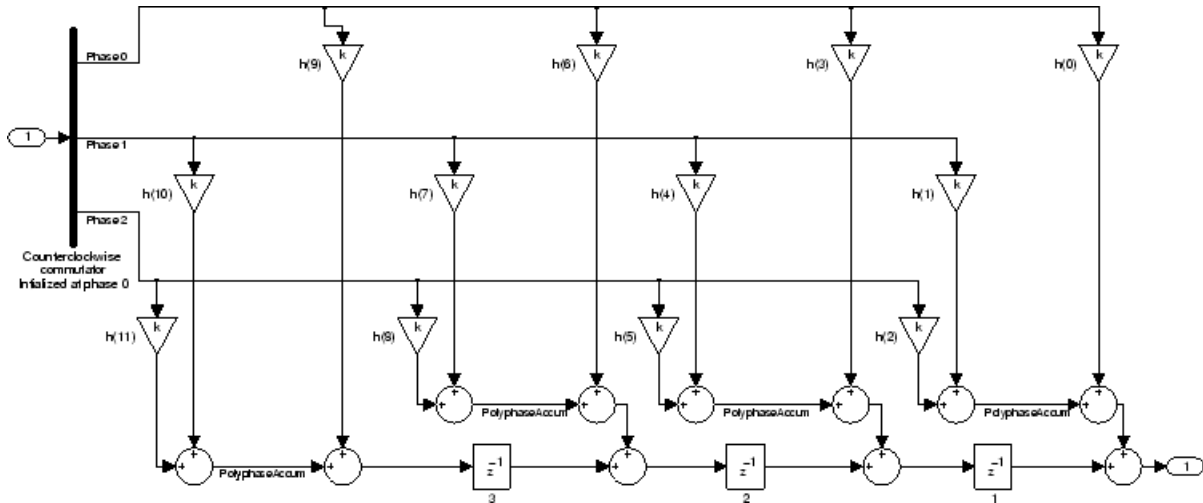 Phase 0
k
k
k
k
h(9)
h(6)
h(3)
h(0)
1
Phase 1
k
k
k
k
h(10)
h(7)
h(4)
h(1)
Phase 2
Counterclockwise
commutator
Initialized at phase 0
k
k
k
k
h(11)
h(8)
h(5)
h(2)
+
+
+
+
+
+
+
+
+
+
+
+
PolyphaseAccum
PolyphaseAccum
PolyphaseAccum
+
+
+
+
+
+
+
+
+
+
PolyphaseAccum
z-1
z-1
z-1
1
3
2
1